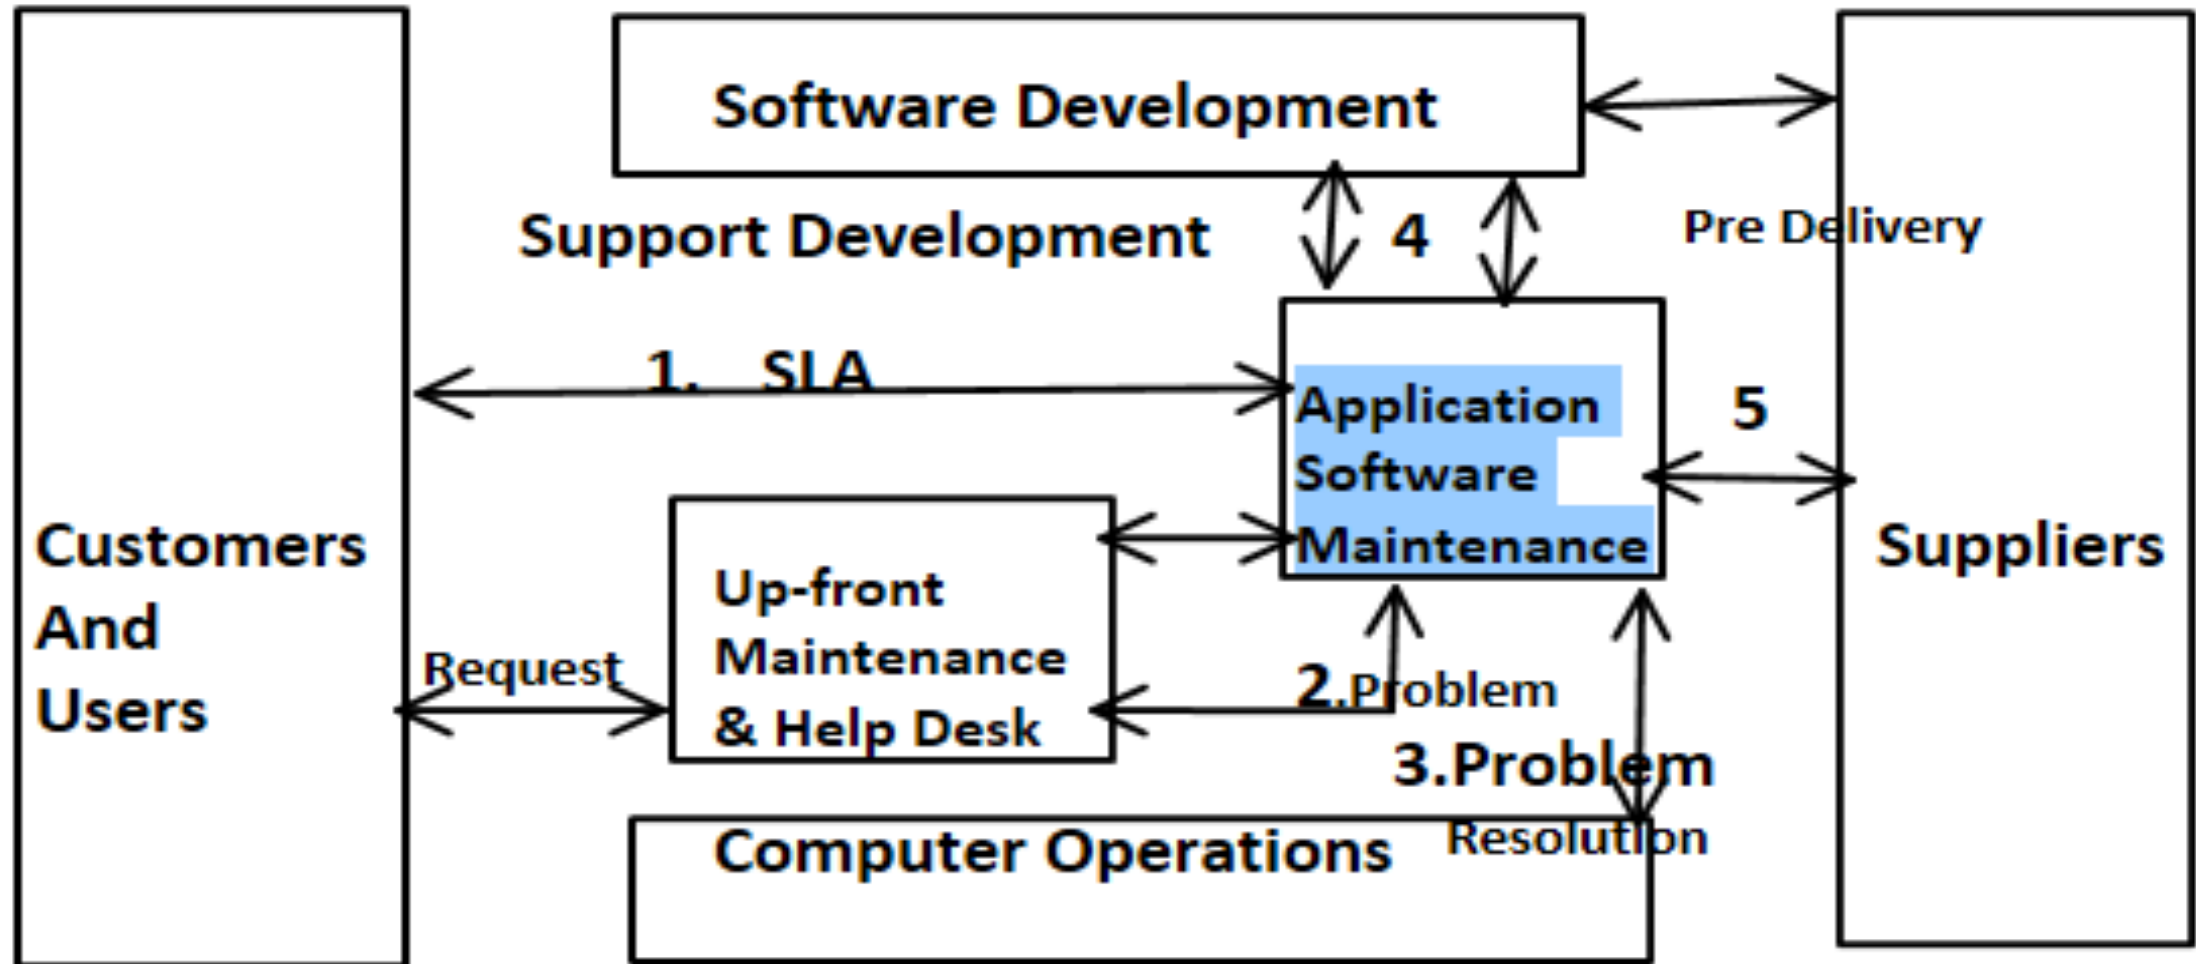 Software Development
Support Development
4
Pre Delivery
1. SLA
Application
Software
Maintenance
5
Customers
And
Users
Suppliers
Up-front
Maintenance
& Help Desk
Request
2.Problem
3.Problem
Resolution
Computer Operations